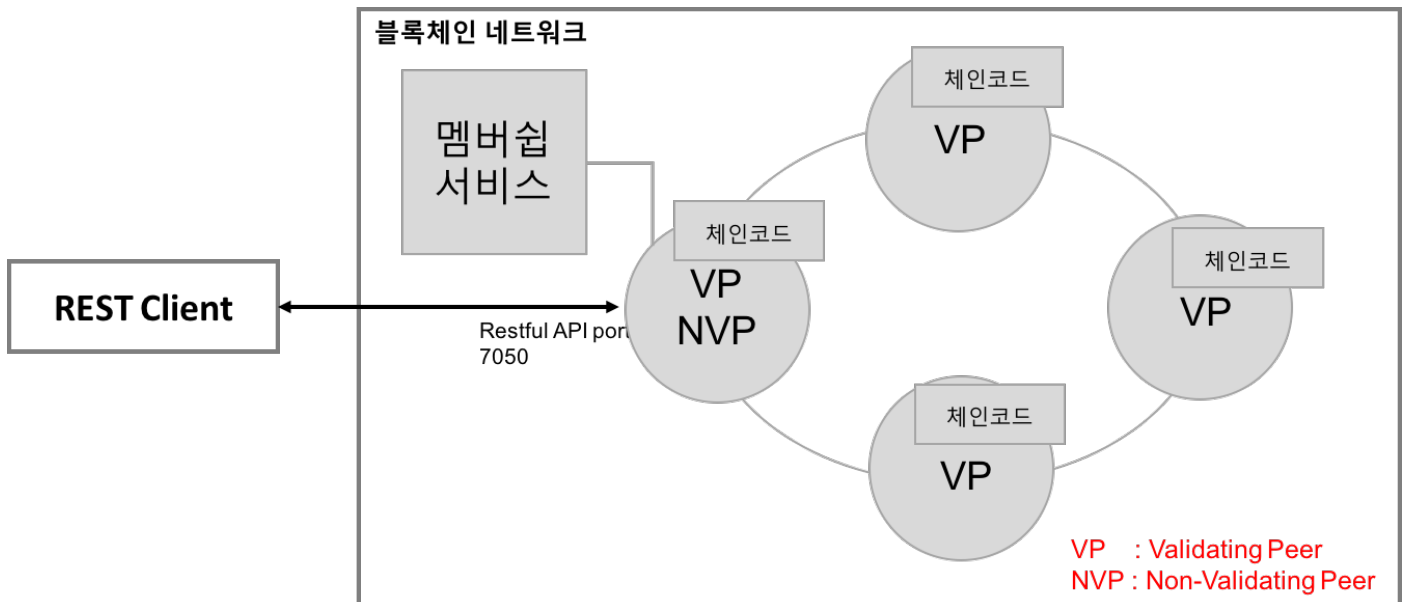 블록체인 네트워크
멤버쉽
서비스
체인코드
VP
체인코드
VP
NVP
체인코드
VP
체인코드
VP
REST Client
Restful API port
7050
VP : Validating Peer
NVP : Non-Validating Peer